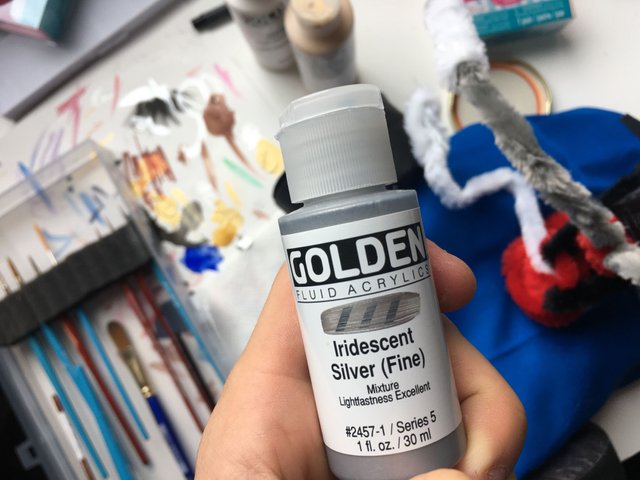 GOLDEN
FLUID ACRYLICS
Iridescent
Silver (Fine)
Mixture
Lightfastness Excellent
#2457-1 / Series 5
1 fl. oz. / 30 ml